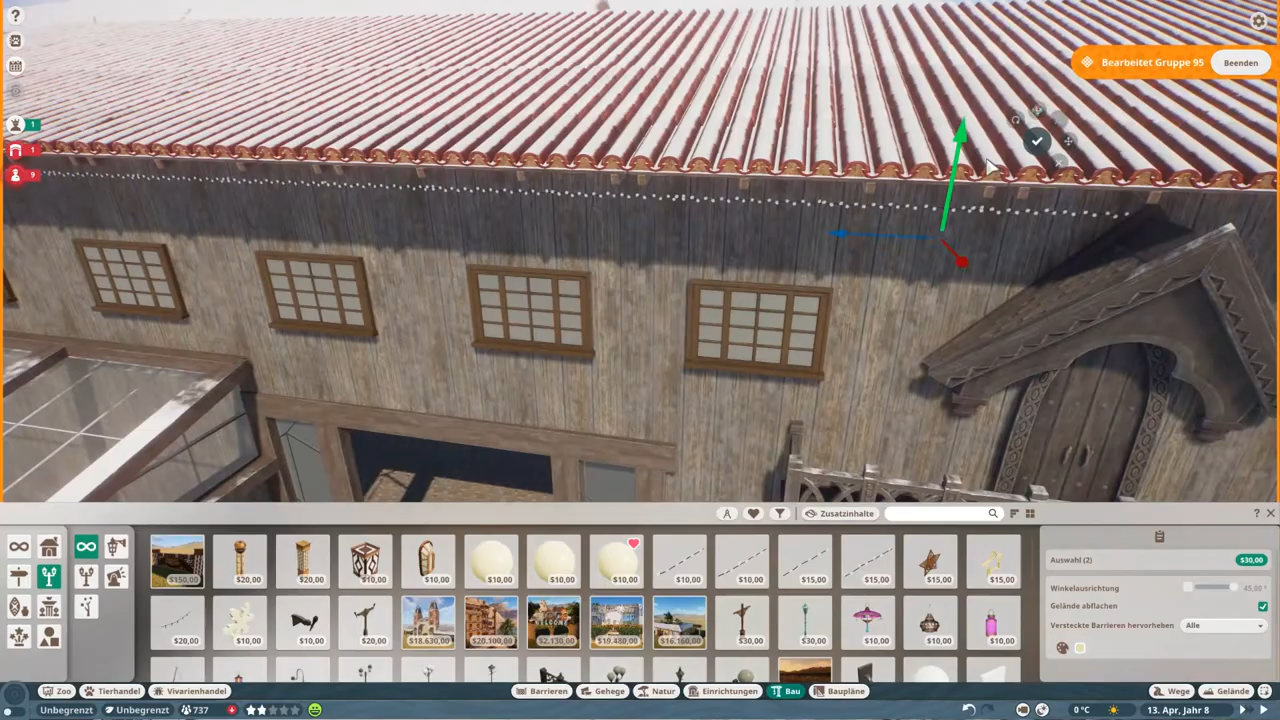 ?
Bearbeitet Gruppe 95
Beenden
1
1
9
Zusatzinhalte
?
$150,00
$20,00
$20,00
$10,00
$10,00
$10,00
$10,00
$10,00
$10,00
$10,00
$15,00
$15,00
$15,00
$15,00
$20,00
$10,00
$10,00
$20,00
$18.630,00
$20.100,00
WELCOME
$2.130,00
$19.480,00
$16.160,00
$30,00
$15,00
$10,00
$10,00
$10,00
Auswahl (2)
$30,00
Winkelausrichtung
45,00 °
Gelände abflachen
Versteckte Barrieren hervorheben
Alle
Zoo
Tierhandel
Vivarienhandel
Barrieren
Gehege
Natur
Einrichtungen
Bau
Baupläne
Wege
Gelände
Unbegrenzt
Unbegrenzt
737
0 °C
13. Apr, Jahr 8